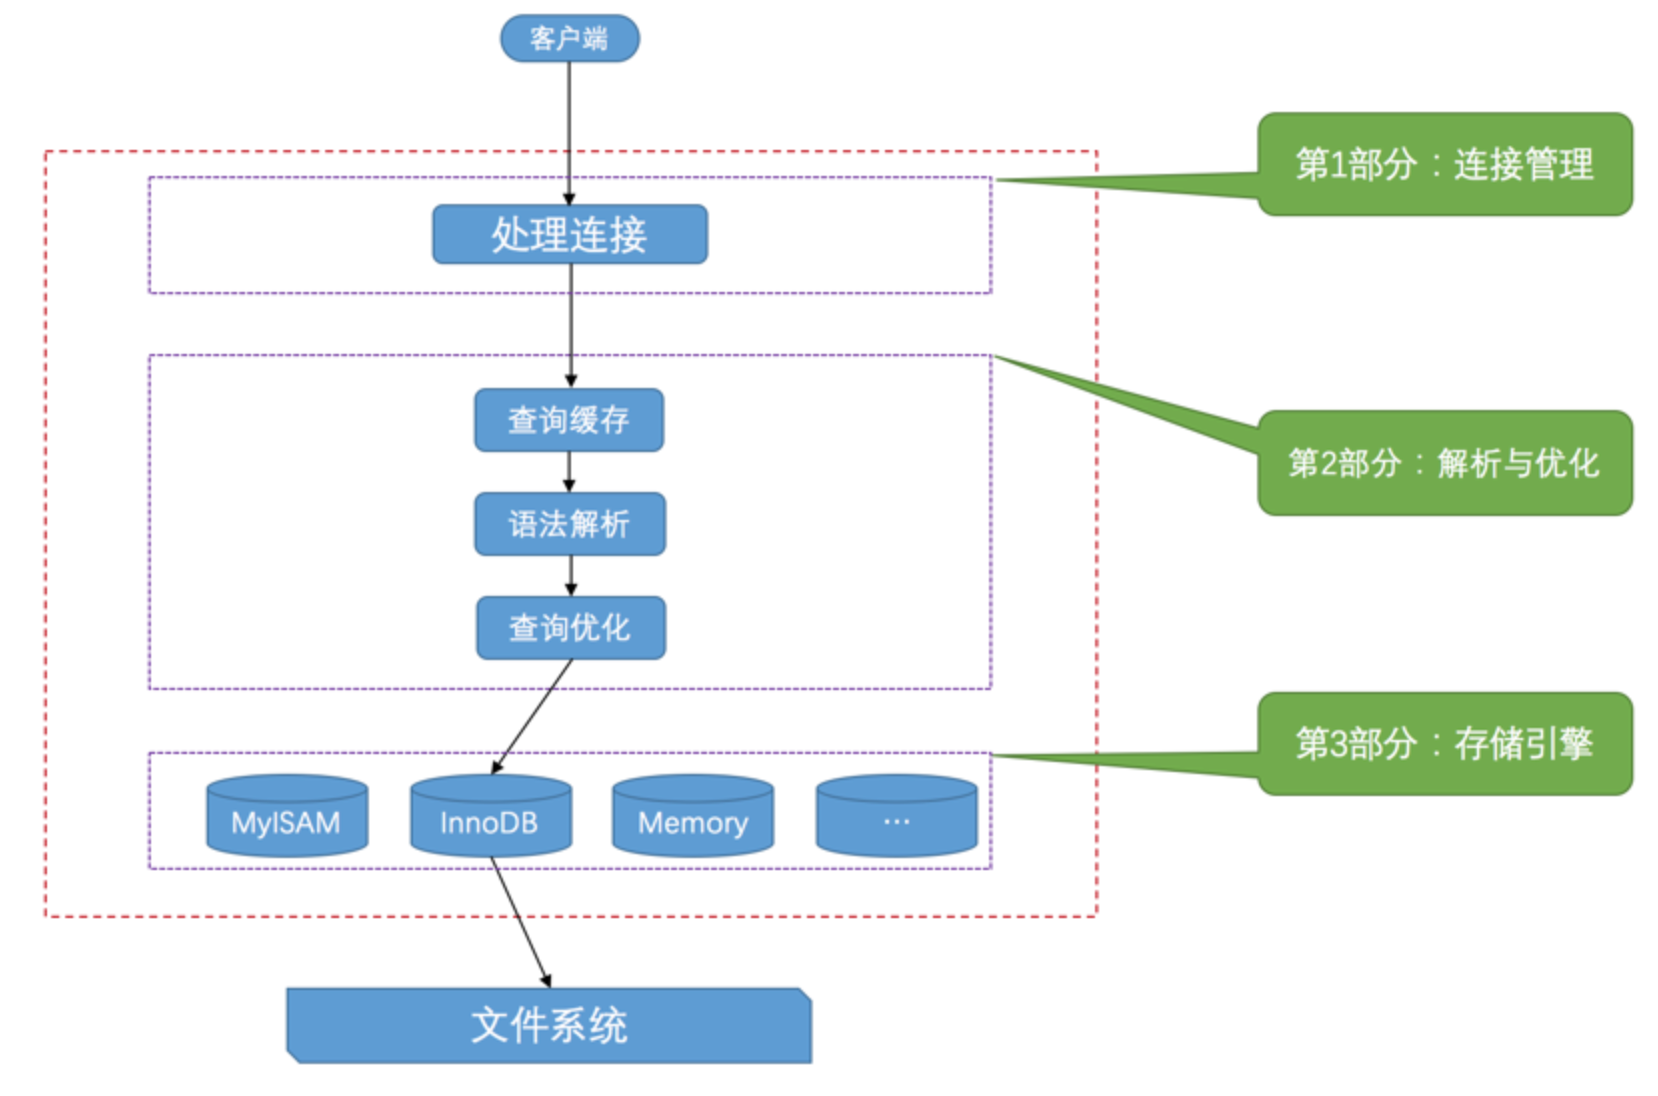 客户端
处理连接
第1部分：连接管理
查询缓存
语法解析
查询优化
第2部分：解析与优化
MyISAM
InnoDB
Memory
...
第3部分：存储引擎
文件系统